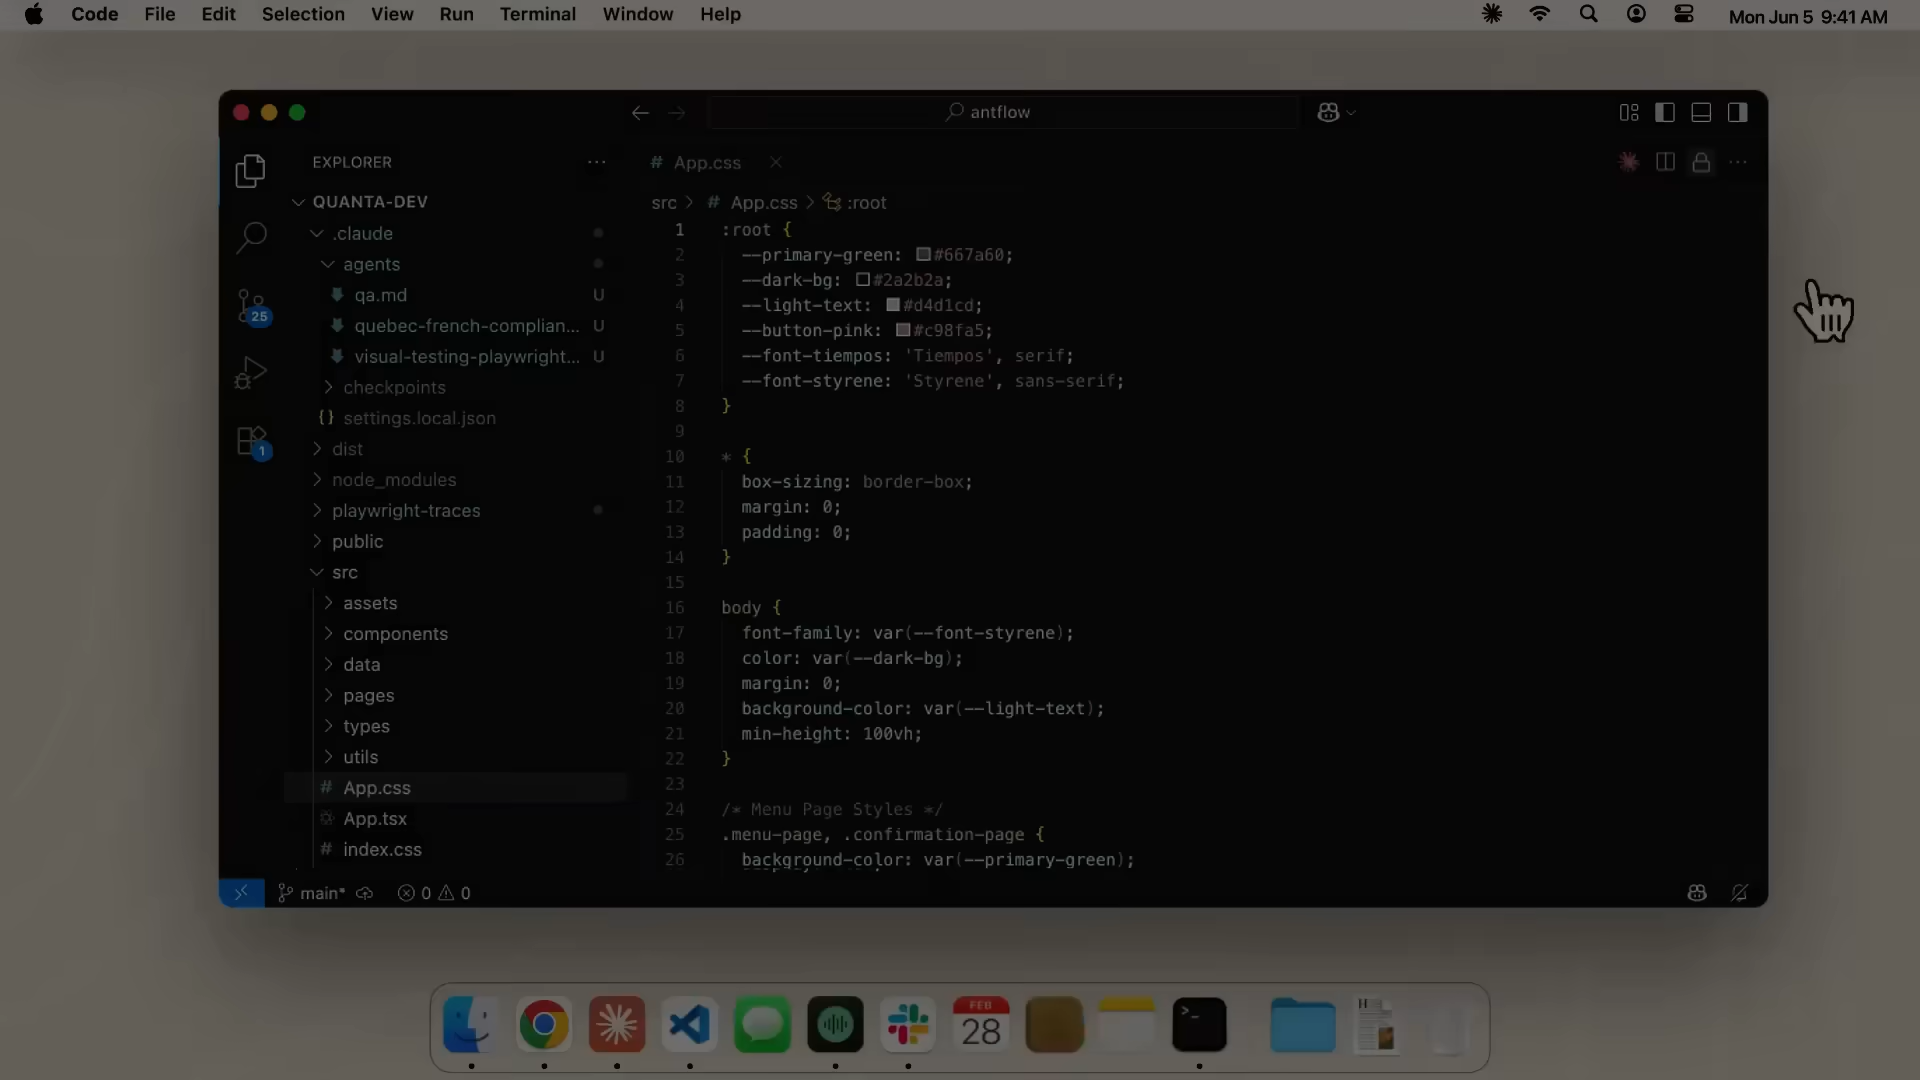 Code File Edit Selection View Run Terminal Window Help Mon Jun 5 9:41 AM
antflow
EXPLORER ···
QUANTA-DEV
.claude
agents
qa.md U
quebec-french-complian... U
visual-testing-playwright... U
checkpoints
{} settings.local.json
dist
node_modules
playwright-traces
public
src
assets
components
data
pages
types
utils
# App.css
App.tsx
# index.css
25
1
# App.css ×
src > # App.css > :root
1 :root {
2 --primary-green: #667a60;
3 --dark-bg: #2a2b2a;
4 --light-text: #d4d1cd;
5 --button-pink: #c98fa5;
6 --font-tiempos: 'Tiempos', serif;
7 --font-styrene: 'Styrene', sans-serif;
8 }
9
10 * {
11 box-sizing: border-box;
12 margin: 0;
13 padding: 0;
14 }
15
16 body {
17 font-family: var(--font-styrene);
18 color: var(--dark-bg);
19 margin: 0;
20 background-color: var(--light-text);
21 min-height: 100vh;
22 }
23
24 /* Menu Page Styles */
25 .menu-page, .confirmation-page {
26 background-color: var(--primary-green);
main* 0 0
FEB
28
>_